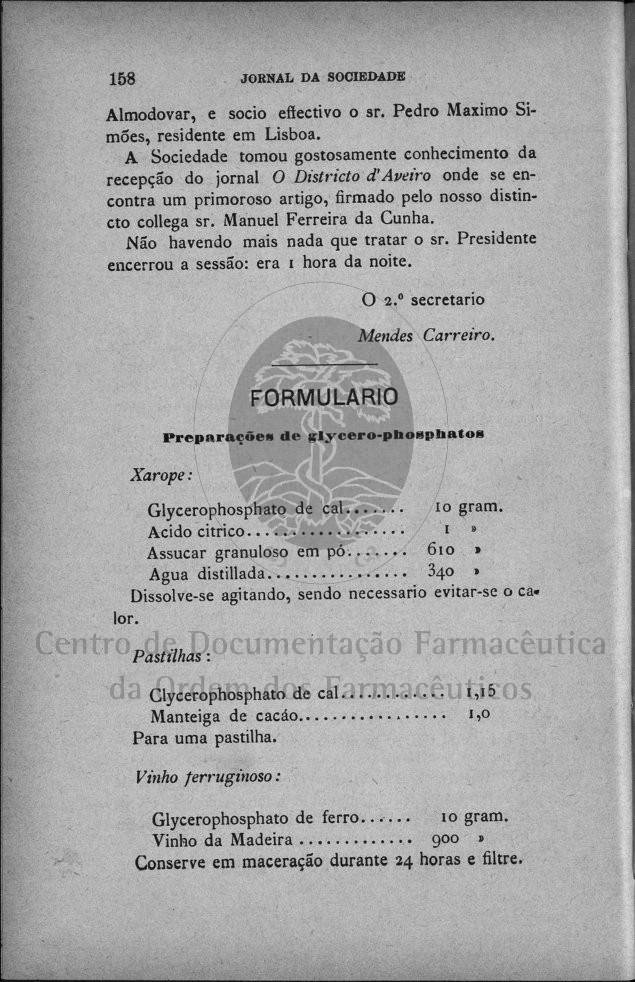 158 JORNAL DA SOCIEDADE
Almodovar, e socio effectivo o sr. Pedro Maximo Si-
mões, residente em Lisboa.
A Sociedade tomou gostosamente conhecimento da
recepção do jornal O Districto d'Aveiro onde se en-
contra um primoroso artigo, firmado pelo nosso distin-
cto collega sr. Manuel Ferreira da Cunha.
Não havendo mais nada que tratar o sr. Presidente
encerrou a sessão: era 1 hora da noite.
O 2.º secretario
Mendes Carreiro.
FORMULARIO
Preparações de glycero-phosphatos
Xarope:
Glycerophosphato de cal....... 10 gram.
Acido citrico................... 1 »
Assucar granuloso em pó....... 610 »
Agua distillada................ 340 »
Dissolve-se agitando, sendo necessario evitar-se o ca-
lor.
Centro de Documentação Farmacêutica
Pastilhas:
da Ordem dos Farmacêuticos
Glycerophosphato de cal............. 1,15
Manteiga de cacáo.................. 1,0
Para uma pastilha.
Vinho ferruginoso:
Glycerophosphato de ferro...... 10 gram.
Vinho da Madeira ............. 900 »
Conserve em maceração durante 24 horas e filtre.